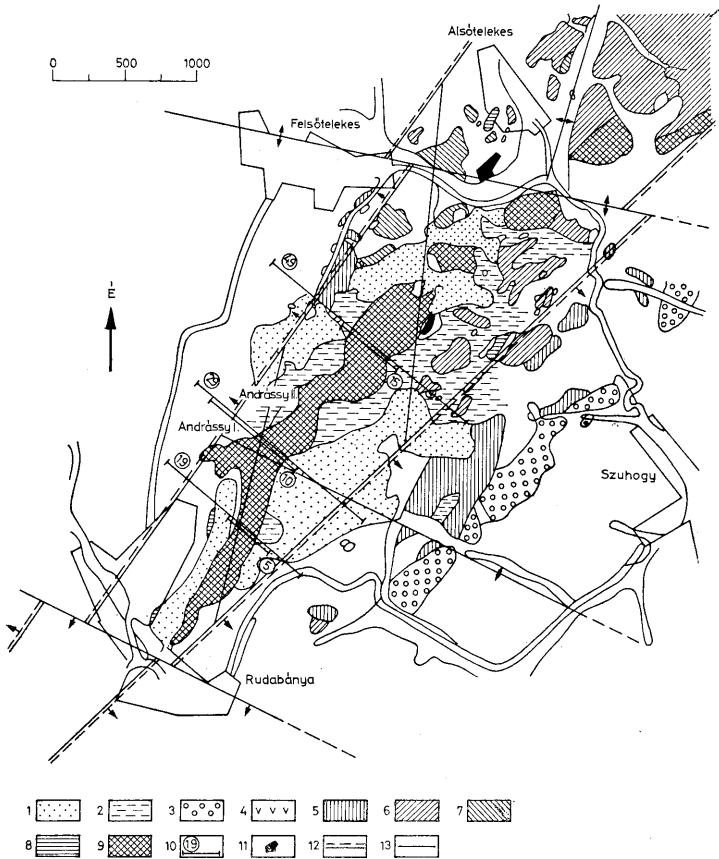 Alsótelekes
0 500 1000
Felsőtelekes
É
Andrássy II.
Andrássy I.
19
10
5
Szuhogy
Rudabánya
1 2 3 4 5 6 7
8 9 10 19 11 12 13